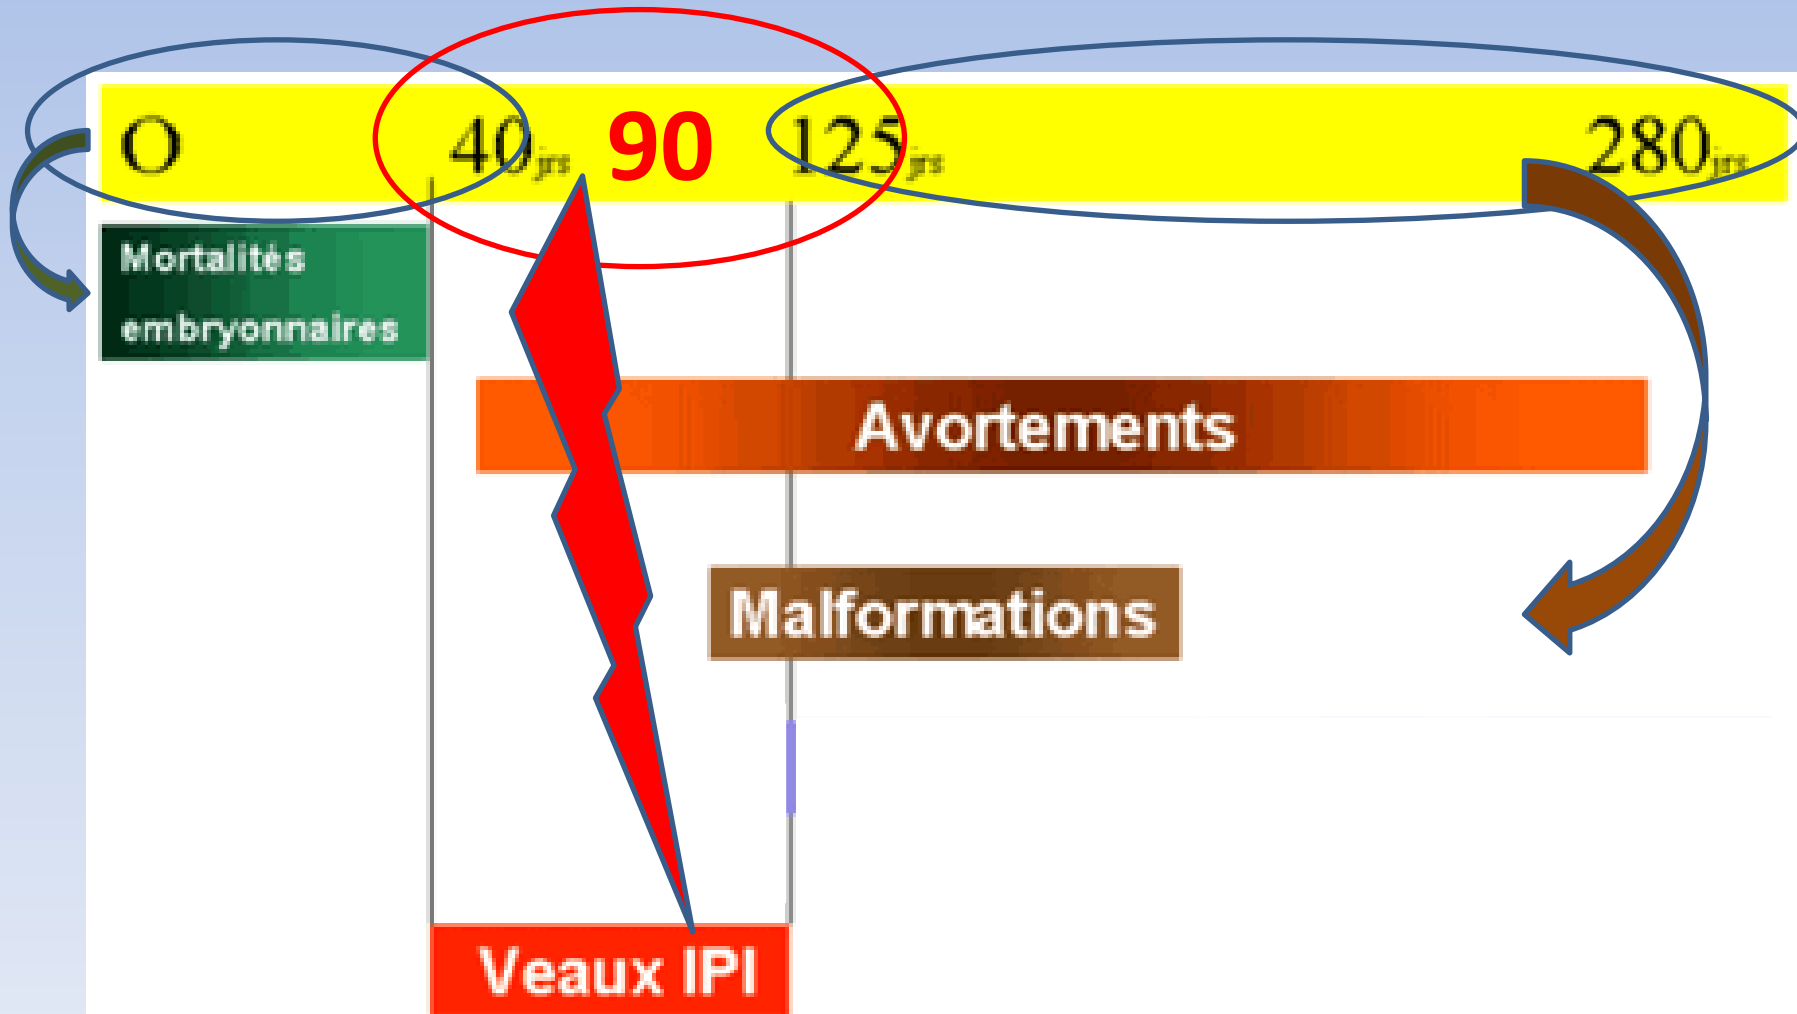 O 40jrs 90 125jrs 280jrs
Mortalités
embryonnaires
Avortements
Malformations
Veaux IPI